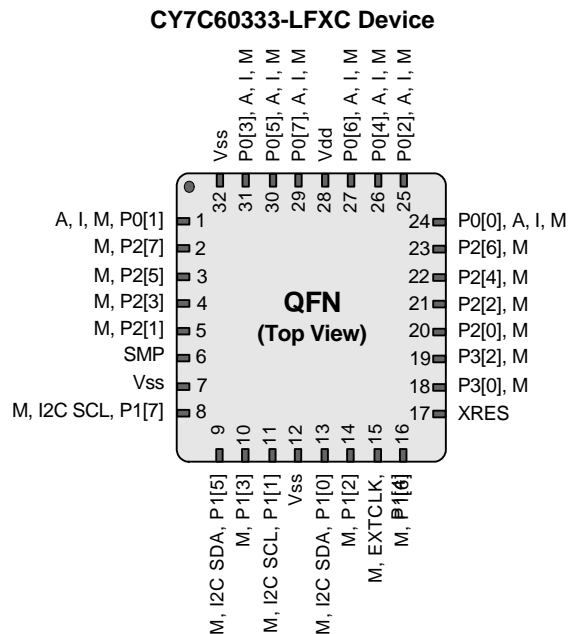 CY7C60333-LFXC Device
Vss
P0[3], A, I, M
P0[5], A, I, M
P0[7], A, I, M
Vdd
P0[6], A, I, M
P0[4], A, I, M
P0[2], A, I, M
32
31
30
29
28
27
26
25
A, I, M, P0[1] 1
M, P2[7] 2
M, P2[5] 3
M, P2[3] 4
M, P2[1] 5
SMP 6
Vss 7
M, I2C SCL, P1[7] 8
QFN
(Top View)
24 P0[0], A, I, M
23 P2[6], M
22 P2[4], M
21 P2[2], M
20 P2[0], M
19 P3[2], M
18 P3[0], M
17 XRES
9
10
11
12
13
14
15
16
M, I2C SDA, P1[5]
M, P1[3]
M, I2C SCL, P1[1]
Vss
M, I2C SDA, P1[0]
M, P1[2]
M, EXTCLK,
P1[4]
M, P1[6]